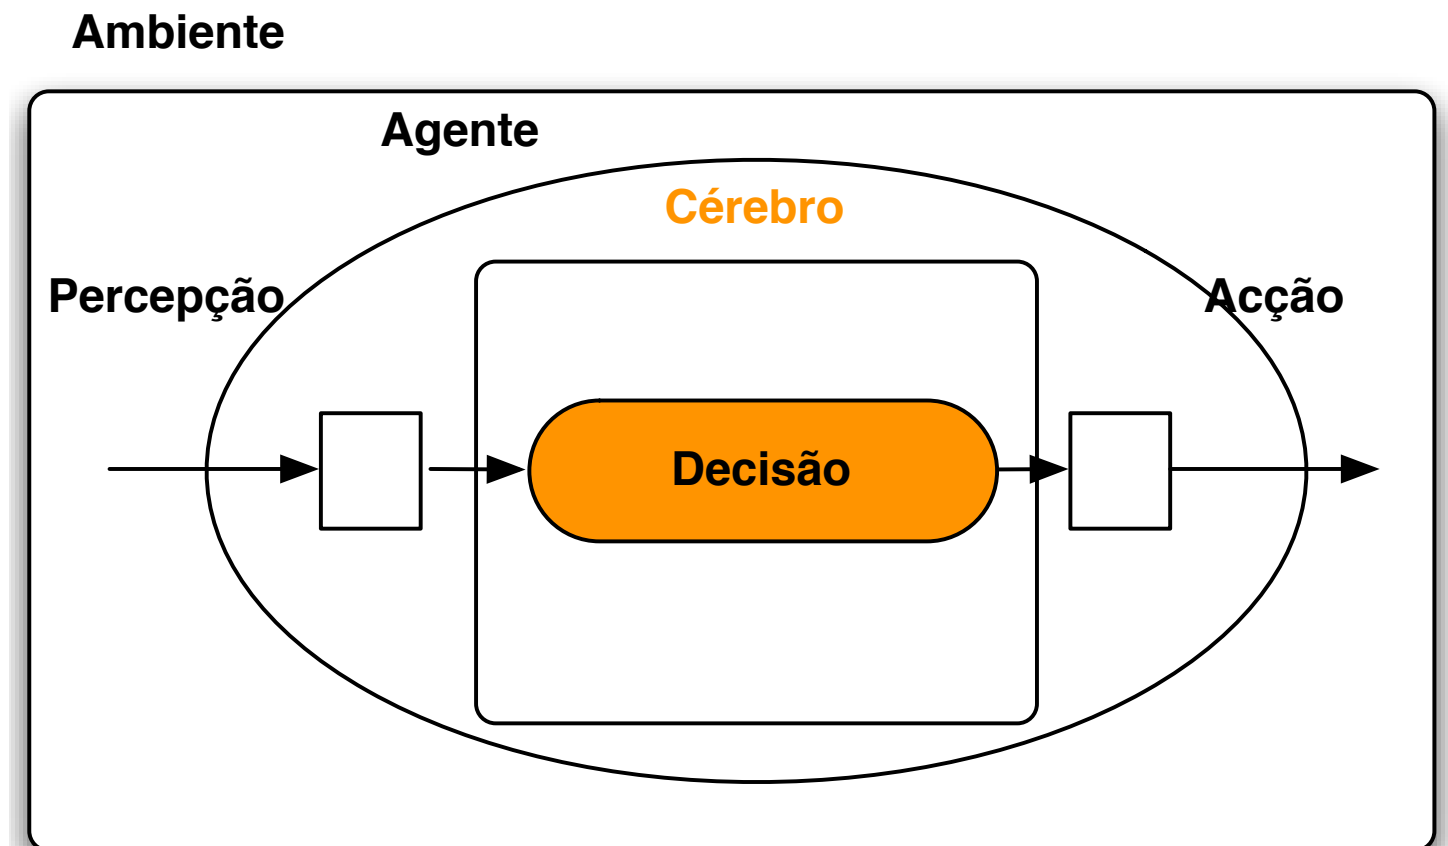 Ambiente
Agente
Cérebro
Percepção
Acção
Decisão